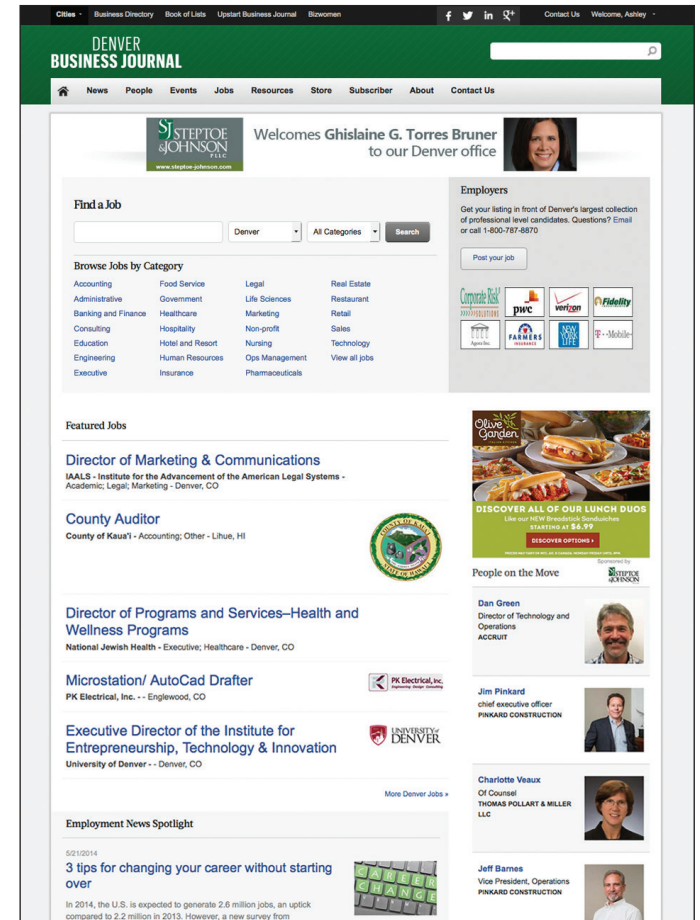 Cities Business Directory Book of Lists Upstart Business Journal Bizwomen Contact Us Welcome, Ashley
DENVER
BUSINESS JOURNAL
News People Events Jobs Resources Store Subscriber About Contact Us
SJ STEPTOE
&JOHNSON
PLLC
www.steptoe-johnson.com
Welcomes Ghislaine G. Torres Bruner
to our Denver office
Find a Job
Denver All Categories Search
Browse Jobs by Category
Accounting Food Service Legal Real Estate
Administrative Government Life Sciences Restaurant
Banking and Finance Healthcare Marketing Retail
Consulting Hospitality Non-profit Sales
Education Hotel and Resort Nursing Technology
Engineering Human Resources Ops Management View all jobs
Executive Insurance Pharmaceuticals
Employers
Get your listing in front of Denver's largest collection
of professional level candidates. Questions? Email
or call 1-800-787-8870
Post your job
Corporate Risk
SOLUTIONS
pwc
verizon
Fidelity
Agora Inc.
FARMERS
INSURANCE
NEW
YORK
LIFE
T··Mobile·
Featured Jobs
Director of Marketing & Communications
IAALS - Institute for the Advancement of the American Legal Systems -
Academic; Legal; Marketing - Denver, CO
County Auditor
County of Kaua'i - Accounting; Other - Lihue, HI
COUNTY OF KAUA'I
STATE OF HAWAII
Director of Programs and Services–Health and
Wellness Programs
National Jewish Health - Executive; Healthcare - Denver, CO
Microstation/ AutoCad Drafter
PK Electrical, Inc. - - Englewood, CO
PK Electrical, Inc.
Engineering Design Consulting
Executive Director of the Institute for
Entrepreneurship, Technology & Innovation
University of Denver - - Denver, CO
UNIVERSITY of
DENVER
More Denver Jobs »
Employment News Spotlight
5/21/2014
3 tips for changing your career without starting
over
In 2014, the U.S. is expected to generate 2.6 million jobs, an uptick
compared to 2.2 million in 2013. However, a new survey from
CAREER
CHANGE
Olive
Garden
DISCOVER ALL OF OUR LUNCH DUOS
Like our NEW Breadstick Sandwiches
STARTING AT $6.99
DISCOVER OPTIONS ›
People on the Move
Sponsored by
STEPTOE
&JOHNSON
Dan Green
Director of Technology and
Operations
ACCRUIT
Jim Pinkard
chief executive officer
PINKARD CONSTRUCTION
Charlotte Veaux
Of Counsel
THOMAS POLLART & MILLER
LLC
Jeff Barnes
Vice President, Operations
PINKARD CONSTRUCTION